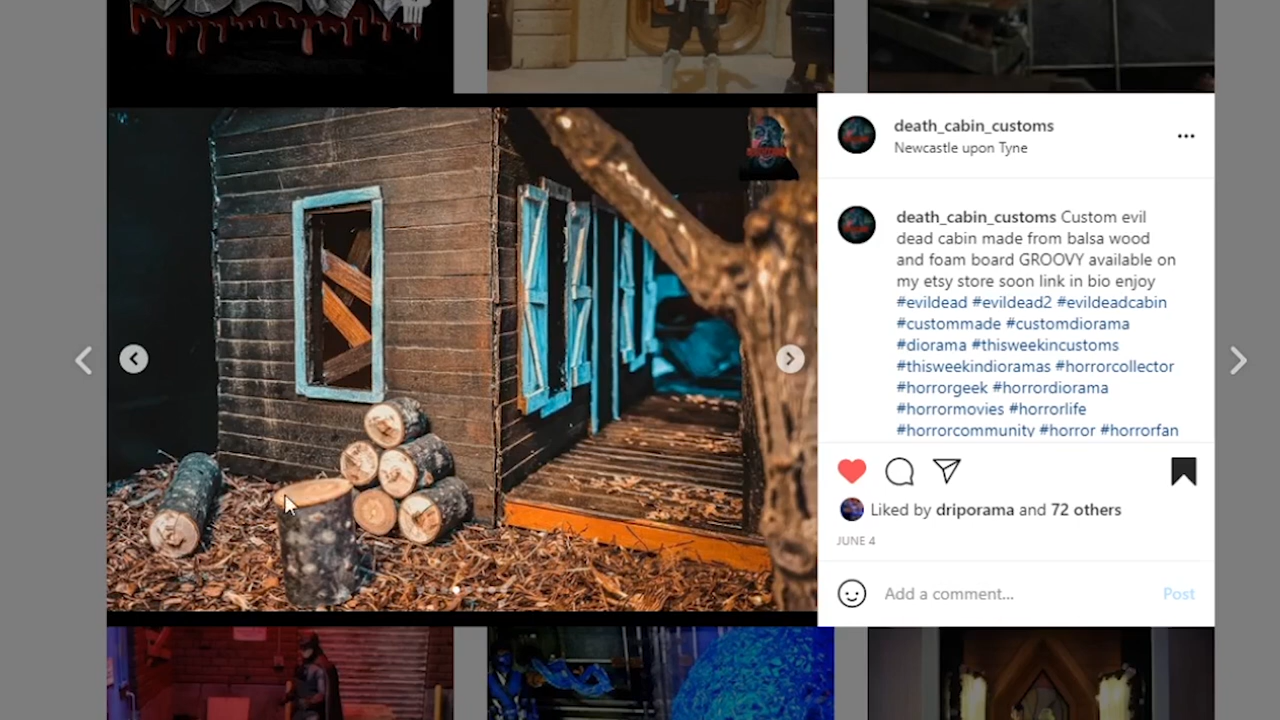 death_cabin_customs
Newcastle upon Tyne
death_cabin_customs Custom evil
dead cabin made from balsa wood
and foam board GROOVY available on
my etsy store soon link in bio enjoy
#evildead #evildead2 #evildeadcabin
#custommade #customdiorama
#diorama #thisweekincustoms
#thisweekindioramas #horrorcollector
#horrorgeek #horrordiorama
#horrormovies #horrorlife
#horrorcommunity #horror #horrorfan
Liked by driporama and 72 others
JUNE 4
Add a comment...
Post